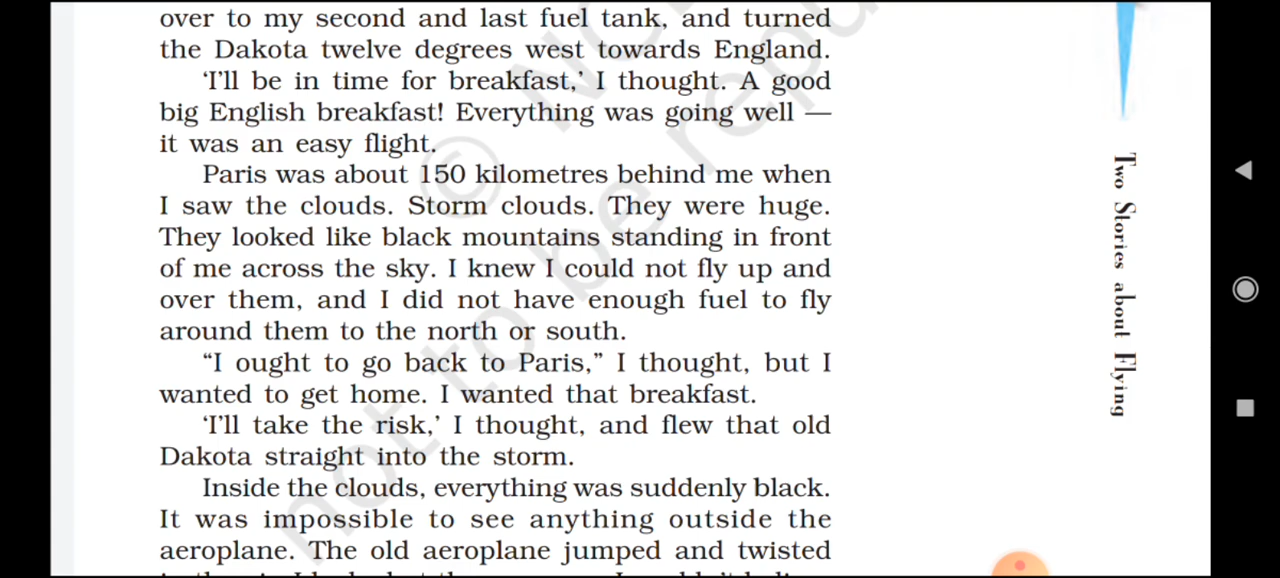 over to my second and last fuel tank, and turned
the Dakota twelve degrees west towards England.
‘I’ll be in time for breakfast,’ I thought. A good
big English breakfast! Everything was going well —
it was an easy flight.
Paris was about 150 kilometres behind me when
I saw the clouds. Storm clouds. They were huge.
They looked like black mountains standing in front
of me across the sky. I knew I could not fly up and
over them, and I did not have enough fuel to fly
around them to the north or south.
“I ought to go back to Paris,” I thought, but I
wanted to get home. I wanted that breakfast.
‘I’ll take the risk,’ I thought, and flew that old
Dakota straight into the storm.
Inside the clouds, everything was suddenly black.
It was impossible to see anything outside the
aeroplane. The old aeroplane jumped and twisted
Two Stories about Flying
not to be